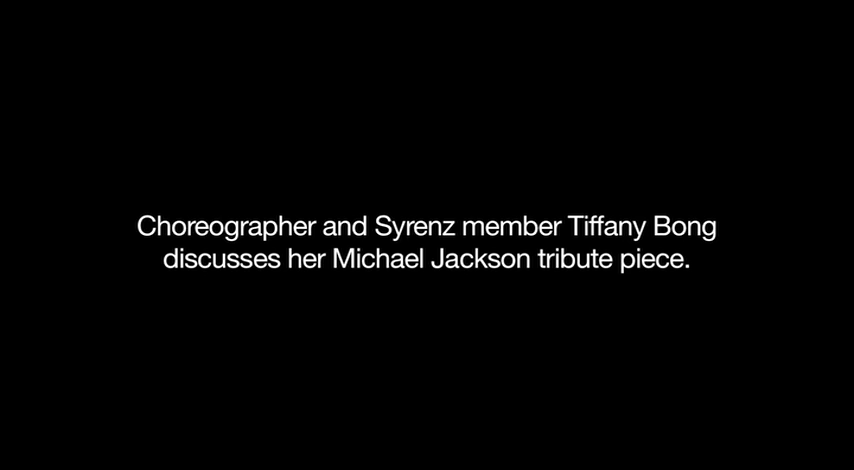 Choreographer and Syrenz member Tiffany Bong
discusses her Michael Jackson tribute piece.